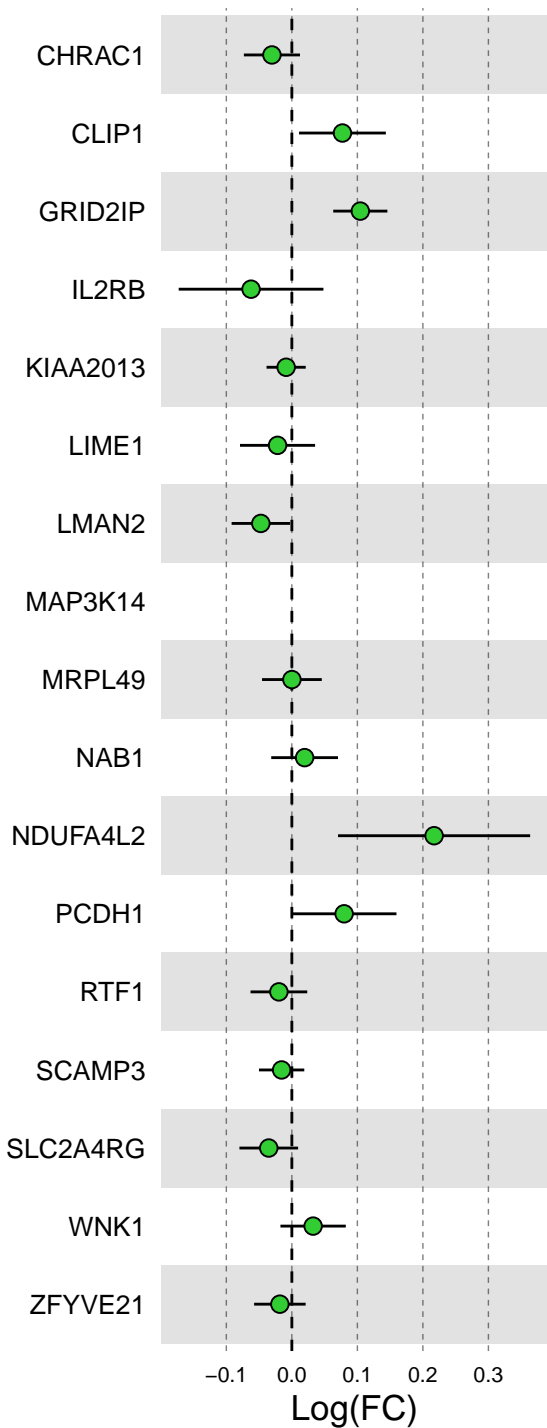 CHRAC1
CLIP1
GRID2IP
IL2RB
KIAA2013
LIME1
LMAN2
MAP3K14
MRPL49
NAB1
NDUFA4L2
PCDH1
RTF1
SCAMP3
SLC2A4RG
WNK1
ZFYVE21
−0.1 0.0 0.1 0.2 0.3
Log(FC)